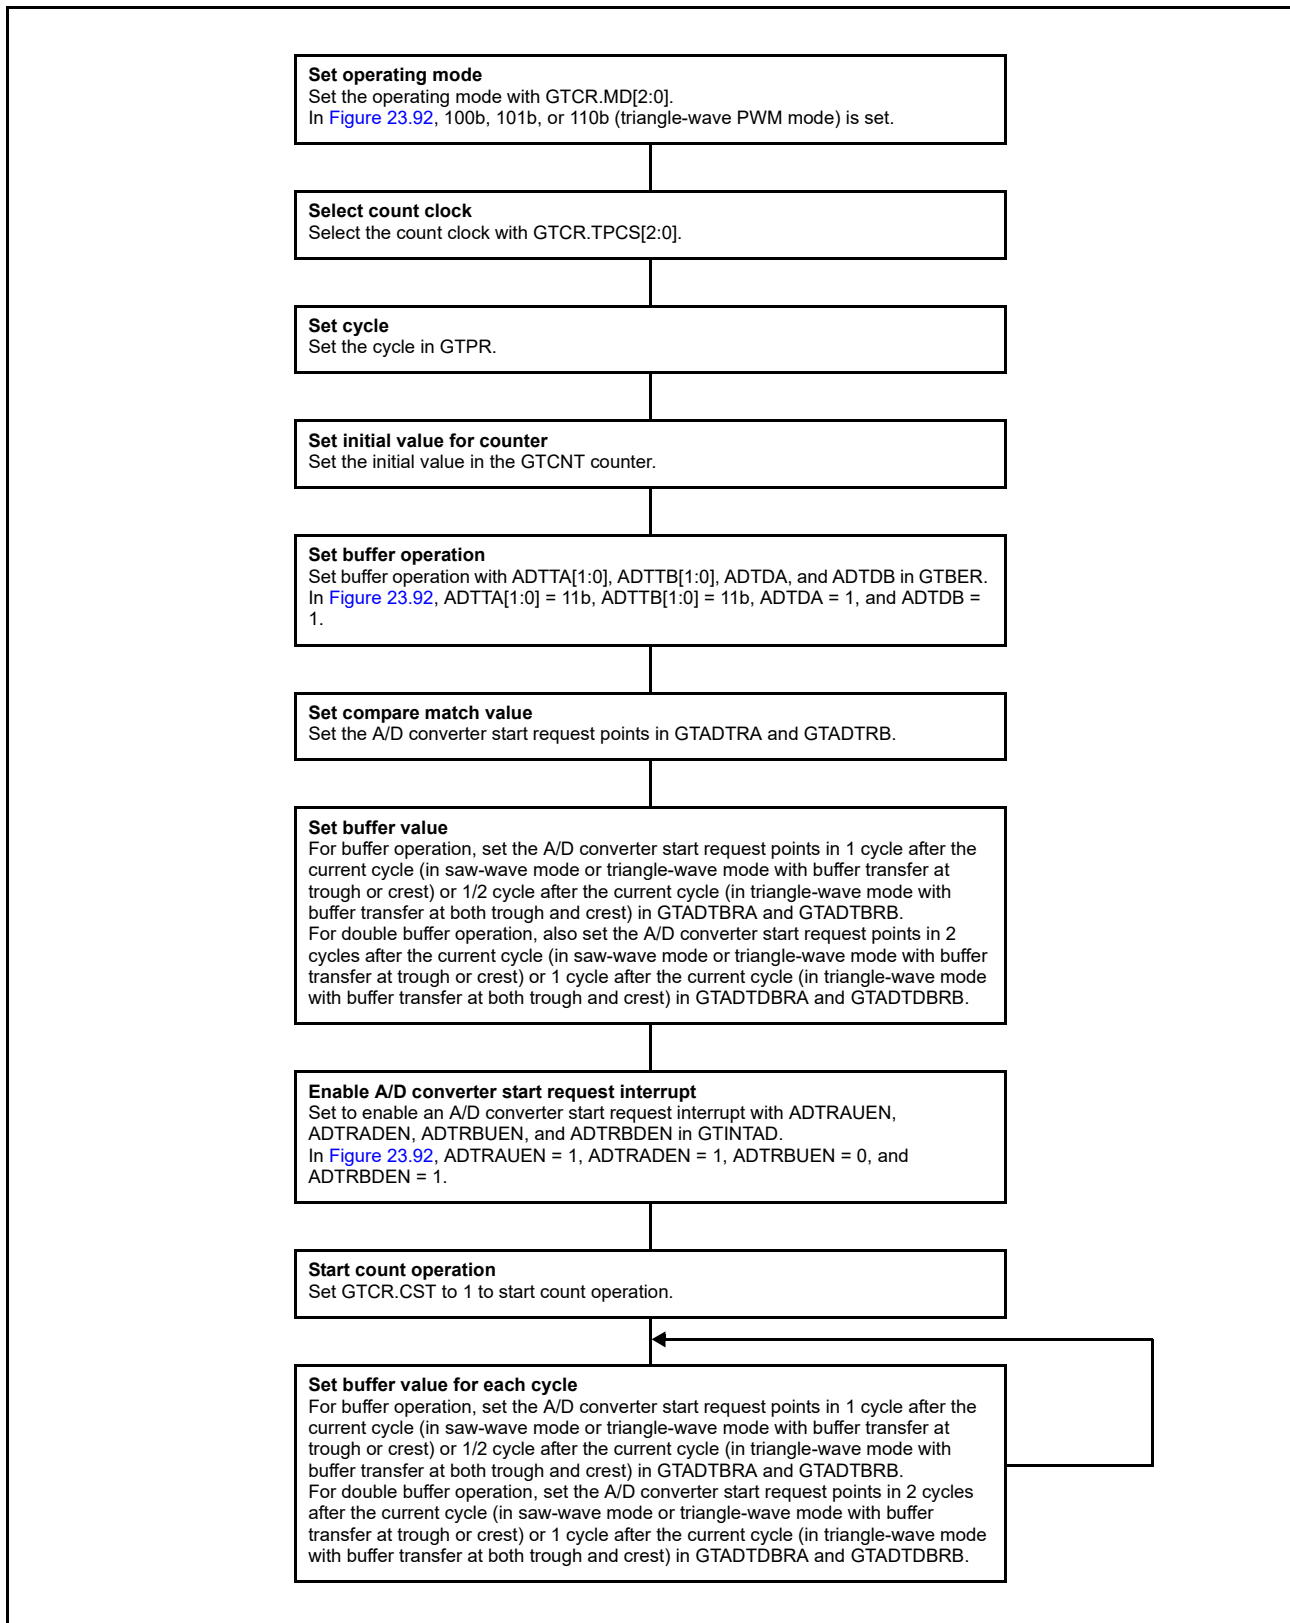 Set operating mode
Set the operating mode with GTCR.MD[2:0].
In Figure 23.92, 100b, 101b, or 110b (triangle-wave PWM mode) is set.
Select count clock
Select the count clock with GTCR.TPCS[2:0].
Set cycle
Set the cycle in GTPR.
Set initial value for counter
Set the initial value in the GTCNT counter.
Set buffer operation
Set buffer operation with ADTTA[1:0], ADTTB[1:0], ADTDA, and ADTDB in GTBER.
In Figure 23.92, ADTTA[1:0] = 11b, ADTTB[1:0] = 11b, ADTDA = 1, and ADTDB =
1.
Set compare match value
Set the A/D converter start request points in GTADTRA and GTADTRB.
Set buffer value
For buffer operation, set the A/D converter start request points in 1 cycle after the
current cycle (in saw-wave mode or triangle-wave mode with buffer transfer at
trough or crest) or 1/2 cycle after the current cycle (in triangle-wave mode with
buffer transfer at both trough and crest) in GTADTBRA and GTADTBRB.
For double buffer operation, also set the A/D converter start request points in 2
cycles after the current cycle (in saw-wave mode or triangle-wave mode with buffer
transfer at trough or crest) or 1 cycle after the current cycle (in triangle-wave mode
with buffer transfer at both trough and crest) in GTADTDBRA and GTADTDBRB.
Enable A/D converter start request interrupt
Set to enable an A/D converter start request interrupt with ADTRAUEN,
ADTRADEN, ADTRBUEN, and ADTRBDEN in GTINTAD.
In Figure 23.92, ADTRAUEN = 1, ADTRADEN = 1, ADTRBUEN = 0, and
ADTRBDEN = 1.
Start count operation
Set GTCR.CST to 1 to start count operation.
Set buffer value for each cycle
For buffer operation, set the A/D converter start request points in 1 cycle after the
current cycle (in saw-wave mode or triangle-wave mode with buffer transfer at
trough or crest) or 1/2 cycle after the current cycle (in triangle-wave mode with
buffer transfer at both trough and crest) in GTADTBRA and GTADTBRB.
For double buffer operation, set the A/D converter start request points in 2 cycles
after the current cycle (in saw-wave mode or triangle-wave mode with buffer
transfer at trough or crest) or 1 cycle after the current cycle (in triangle-wave mode
with buffer transfer at both trough and crest) in GTADTDBRA and GTADTDBRB.